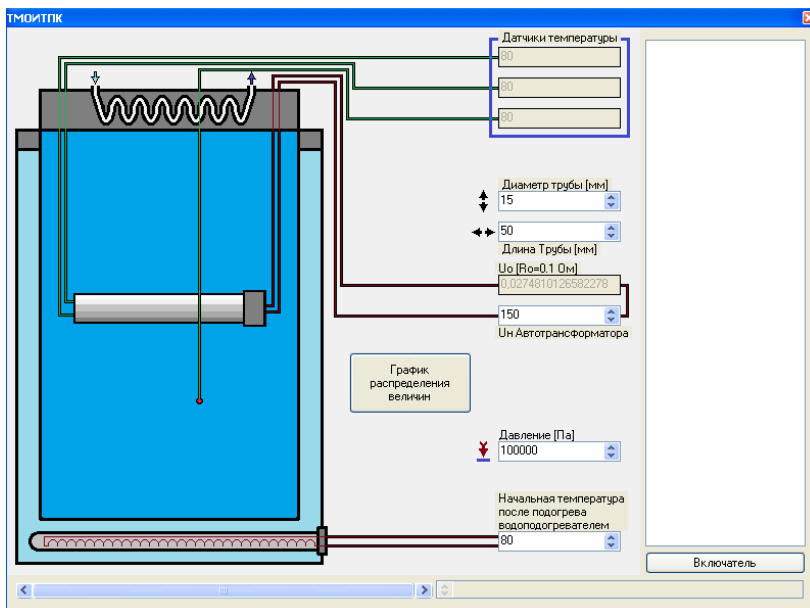 ТМОИТПК
Датчики температуры
80
80
80
Диаметр трубы [мм]
15
50
Длина Трубы [мм]
Uo [Ro=0.1 Ом]
0,0274810126582278
150
Uн Автотрансформатора
График
распределения
величин
Давление [Па]
100000
Начальная температура
после подогрева
водоподогревателем
80
Включатель